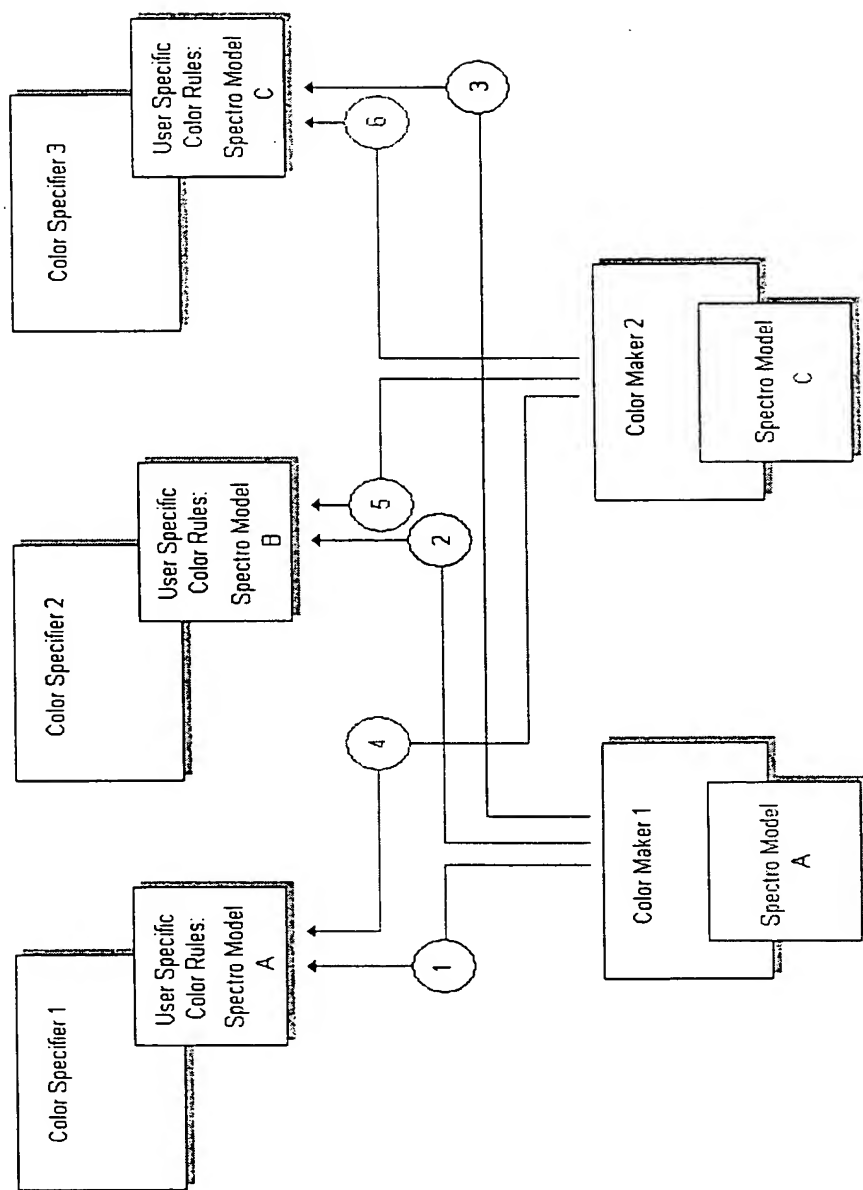 Color Specifier 1
User Specific
Color Rules:
Spectro Model
A
Color Specifier 2
User Specific
Color Rules:
Spectro Model
B
Color Specifier 3
User Specific
Color Rules:
Spectro Model
C
1
4
2
5
6
3
Color Maker 1
Spectro Model
A
Color Maker 2
Spectro Model
C